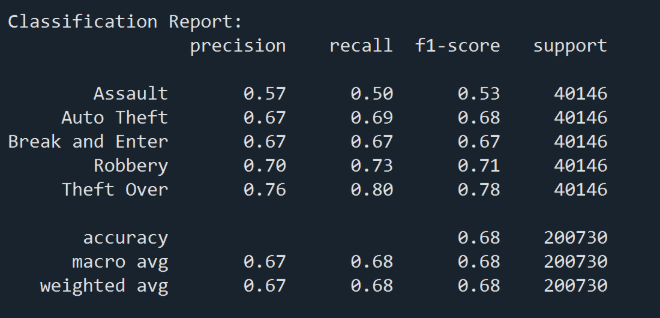 Classification Report:
precision recall f1-score support
Assault 0.57 0.50 0.53 40146
Auto Theft 0.67 0.69 0.68 40146
Break and Enter 0.67 0.67 0.67 40146
Robbery 0.70 0.73 0.71 40146
Theft Over 0.76 0.80 0.78 40146
accuracy 0.68 200730
macro avg 0.67 0.68 0.68 200730
weighted avg 0.67 0.68 0.68 200730